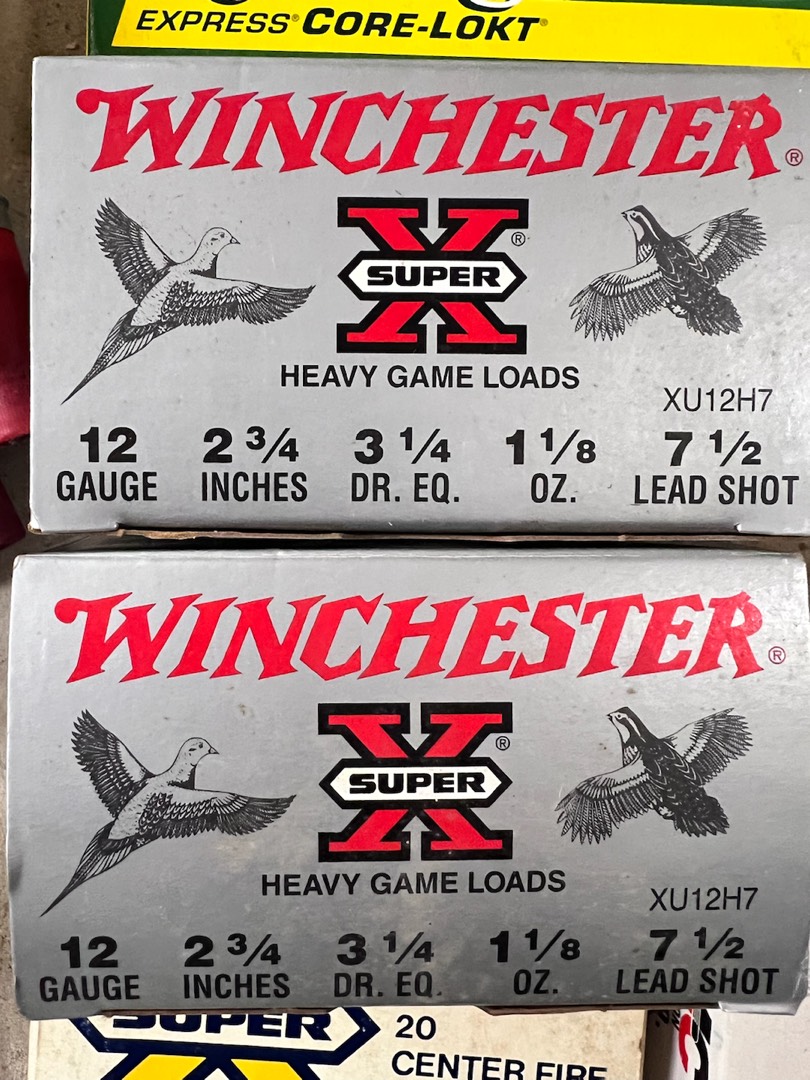 EXPRESS® CORE-LOKT®
WINCHESTER®
X®
SUPER
HEAVY GAME LOADS
XU12H7
12 2 3/4 3 1/4 1 1/8 7 1/2
GAUGE INCHES DR. EQ. OZ. LEAD SHOT
WINCHESTER®
X®
SUPER
HEAVY GAME LOADS
XU12H7
12 2 3/4 3 1/4 1 1/8 7 1/2
GAUGE INCHES DR. EQ. OZ. LEAD SHOT
SUPER 20
CENTER FIRE